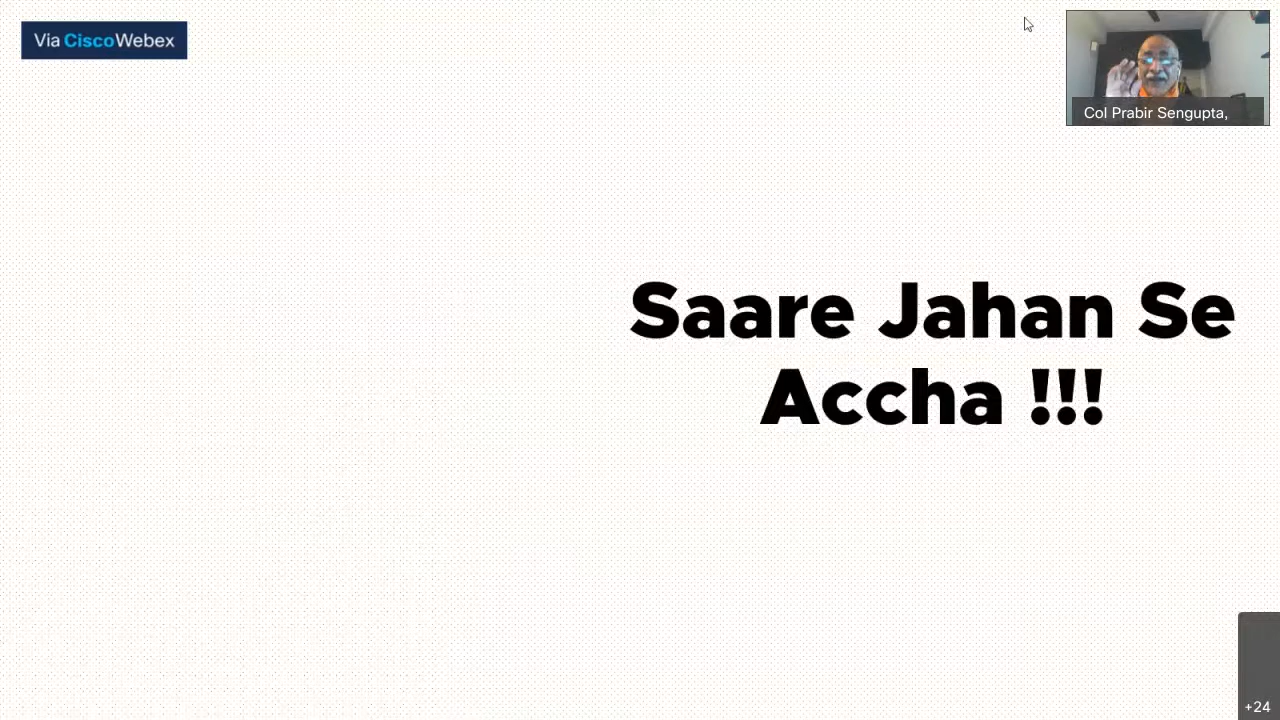 Via CiscoWebex
Col Prabir Sengupta,
Saare Jahan Se
Accha !!!
+24